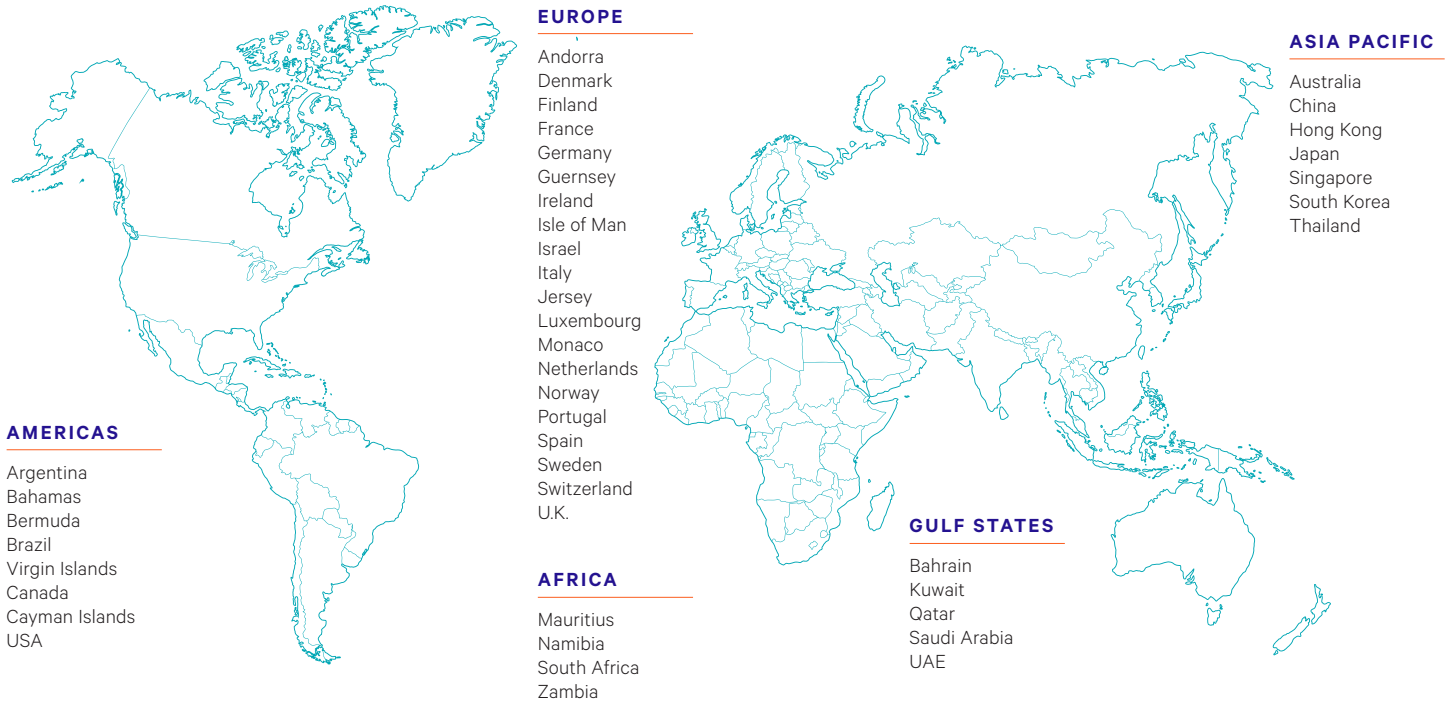 EUROPE
Andorra
Denmark
Finland
France
Germany
Guernsey
Ireland
Isle of Man
Israel
Italy
Jersey
Luxembourg
Monaco
Netherlands
Norway
Portugal
Spain
Sweden
Switzerland
U.K.
ASIA PACIFIC
Australia
China
Hong Kong
Japan
Singapore
South Korea
Thailand
AMERICAS
Argentina
Bahamas
Bermuda
Brazil
Virgin Islands
Canada
Cayman Islands
USA
AFRICA
Mauritius
Namibia
South Africa
Zambia
GULF STATES
Bahrain
Kuwait
Qatar
Saudi Arabia
UAE